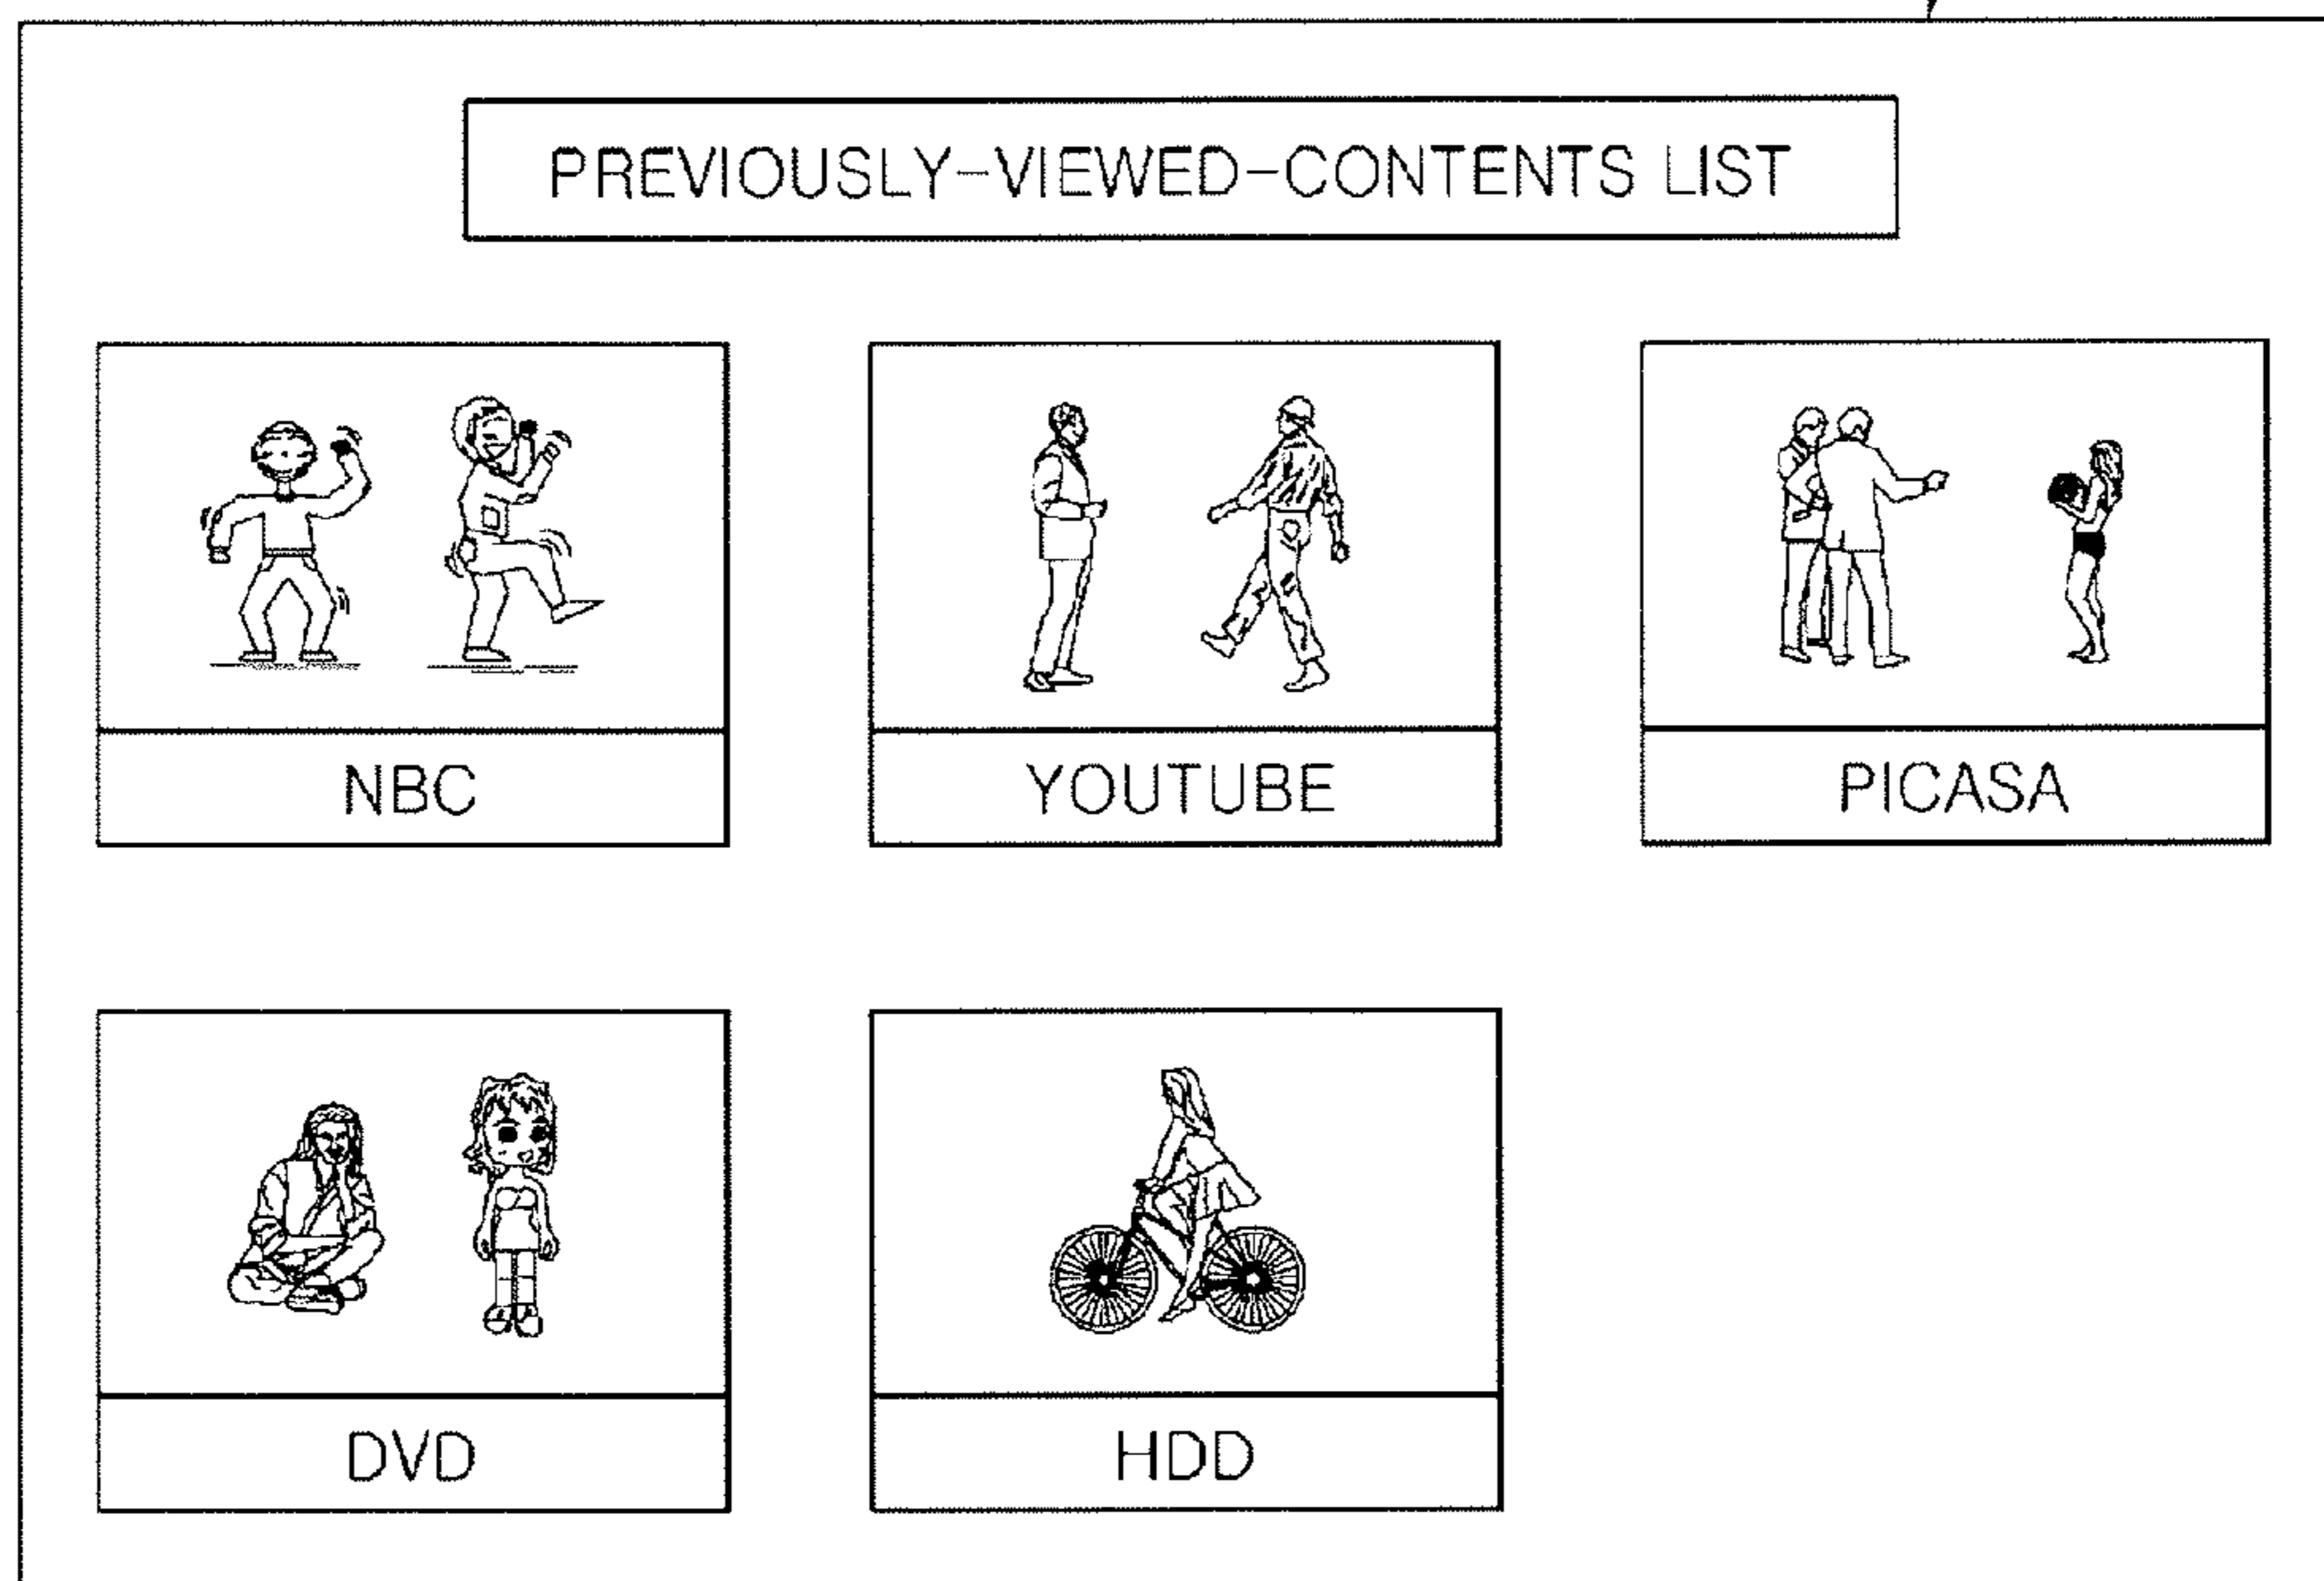 PREVIOUSLY-VIEWED-CONTENTS LIST
NBC
YOUTUBE
PICASA
DVD
HDD